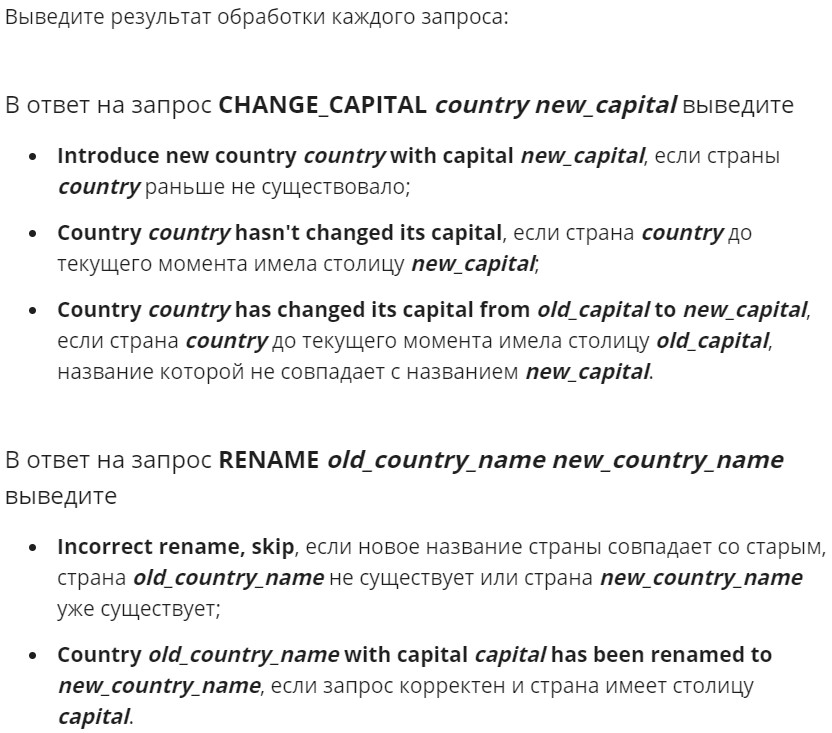 Выведите результат обработки каждого запроса:
В ответ на запрос CHANGE_CAPITAL country new_capital выведите
• Introduce new country country with capital new_capital, если страны
country раньше не существовало;
• Country country hasn't changed its capital, если страна country до
текущего момента имела столицу new_capital;
• Country country has changed its capital from old_capital to new_capital,
если страна country до текущего момента имела столицу old_capital,
название которой не совпадает с названием new_capital.
В ответ на запрос RENAME old_country_name new_country_name
выведите
• Incorrect rename, skip, если новое название страны совпадает со старым,
страна old_country_name не существует или страна new_country_name
уже существует;
• Country old_country_name with capital capital has been renamed to
new_country_name, если запрос корректен и страна имеет столицу
capital.